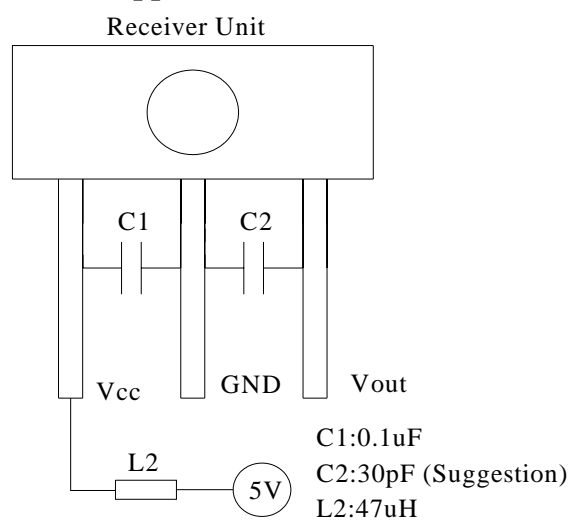 Receiver Unit
C1 C2
Vcc GND Vout
C1:0.1uF
L2 C2:30pF (Suggestion)
5V L2:47uH